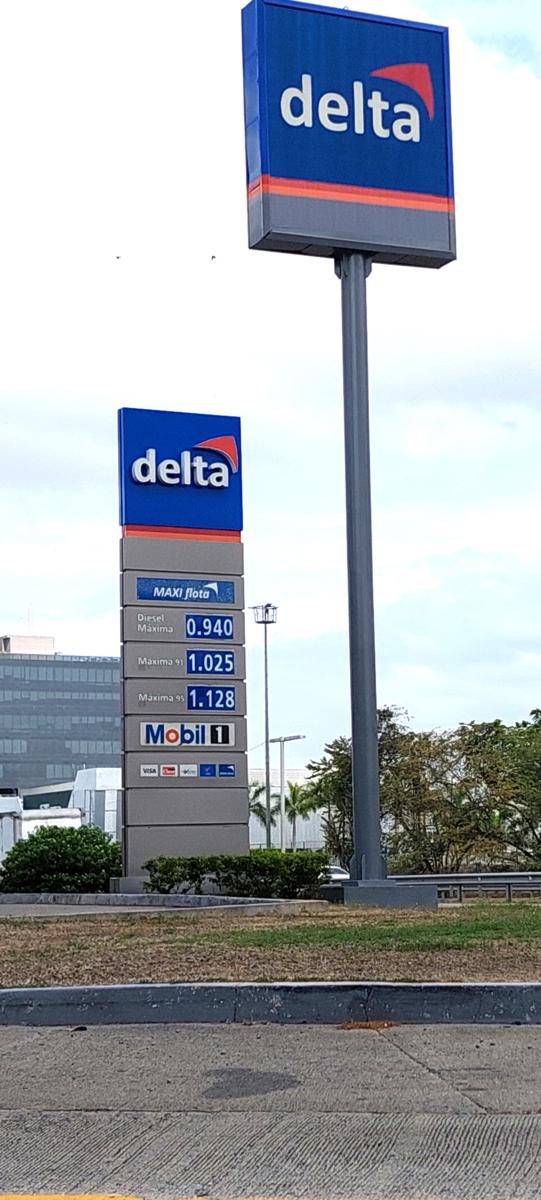 delta
delta
MAXI flota
Diesel
Máxima
0.940
Máxima 91
1.025
Máxima 95
1.128
Mobil 1
VISA